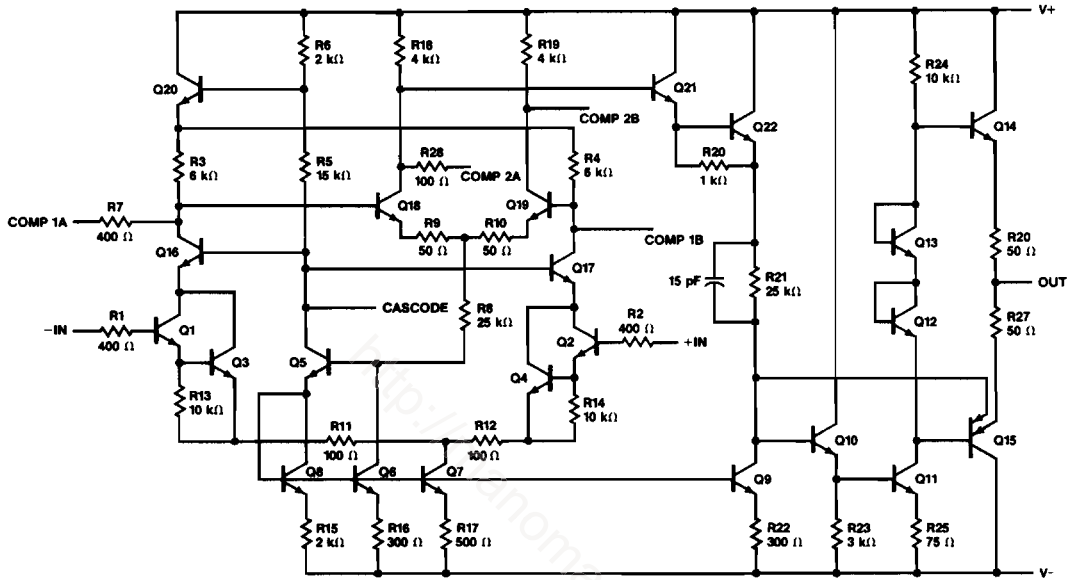 V+
R6
2 kΩ
R18
4 kΩ
R19
4 kΩ
R24
10 kΩ
Q20
Q21
Q14
COMP 2B
Q22
R3
6 kΩ
R5
15 kΩ
R28
100 Ω
COMP 2A
R4
6 kΩ
R20
1 kΩ
COMP 1A
R7
400 Ω
Q18
Q19
R9
50 Ω
R10
50 Ω
COMP 1B
Q13
R20
50 Ω
Q16
Q17
15 pF
R21
25 kΩ
OUT
CASCODE
R8
25 kΩ
Q12
R27
50 Ω
−IN
R1
400 Ω
Q1
Q3
Q5
Q2
R2
400 Ω
+IN
Q4
R13
10 kΩ
R14
10 kΩ
R11
100 Ω
R12
100 Ω
Q10
Q15
Q8
Q6
Q7
Q9
Q11
R15
2 kΩ
R16
300 Ω
R17
500 Ω
R22
300 Ω
R23
3 kΩ
R25
75 Ω
V-